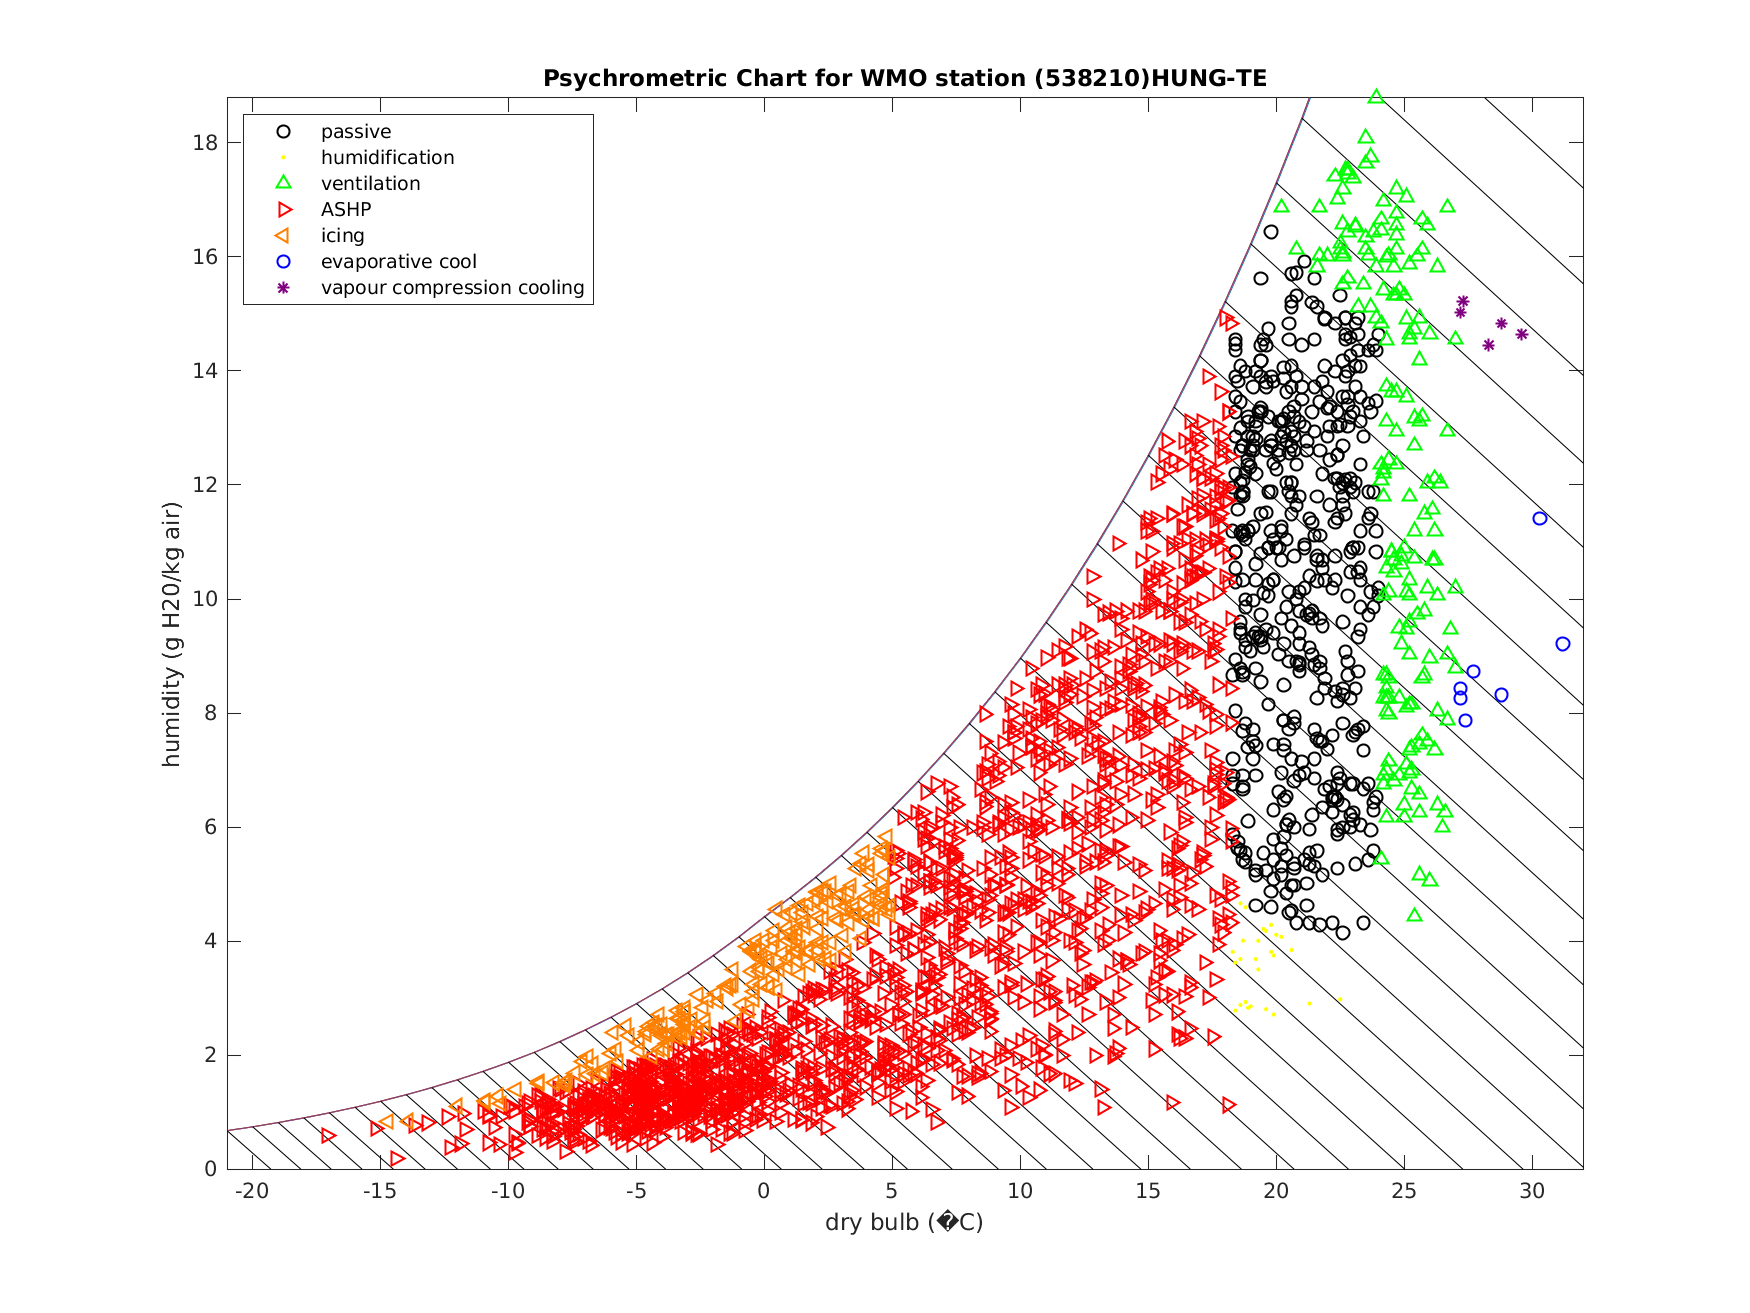 Psychrometric Chart for WMO station (538210)HUNG-TE
passive
humidification
ventilation
ASHP
icing
evaporative cool
vapour compression cooling
humidity (g H20/kg air)
18
16
14
12
10
8
6
4
2
0
-20 -15 -10 -5 0 5 10 15 20 25 30
dry bulb (�C)